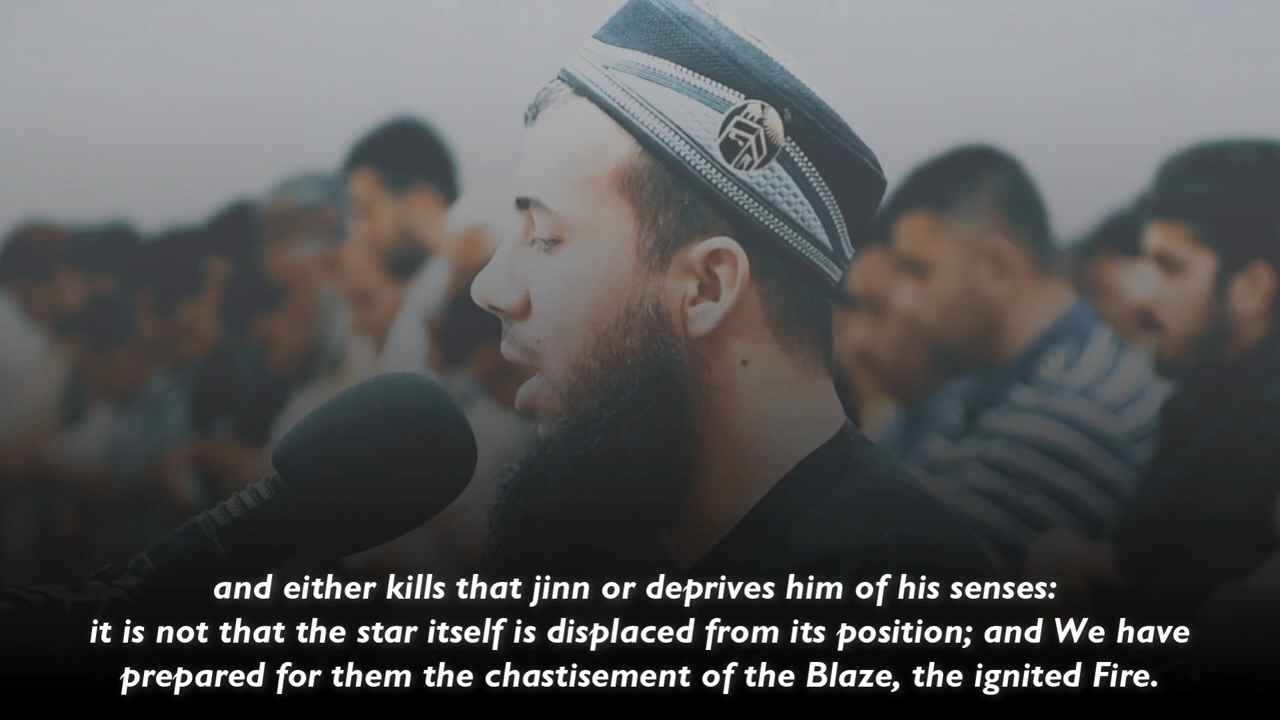 and either kills that jinn or deprives him of his senses:
it is not that the star itself is displaced from its position; and We have
prepared for them the chastisement of the Blaze, the ignited Fire.